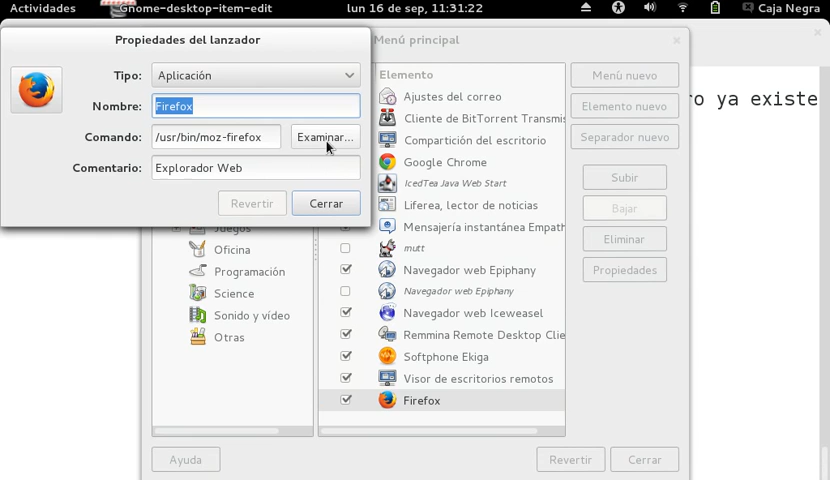 Actividades
Gnome-desktop-item-edit
lun 16 de sep, 11:31:22
Caja Negra
Propiedades del lanzador
Tipo:
Aplicación
Nombre:
Firefox
Comando:
/usr/bin/moz-firefox
Examinar...
Comentario:
Explorador Web
Revertir
Cerrar
Menú principal
Elemento
Ajustes del correo
Cliente de BitTorrent Transmis
Compartición del escritorio
Google Chrome
IcedTea Java Web Start
Liferea, lector de noticias
Mensajería instantánea Empath
mutt
Navegador web Epiphany
Navegador web Epiphany
Navegador web Iceweasel
Remmina Remote Desktop Clie
Softphone Ekiga
Visor de escritorios remotos
Firefox
Juegos
Oficina
Programación
Science
Sonido y vídeo
Otras
Menú nuevo
Elemento nuevo
Separador nuevo
Subir
Bajar
Eliminar
Propiedades
Ayuda
Revertir
Cerrar
ro ya existe